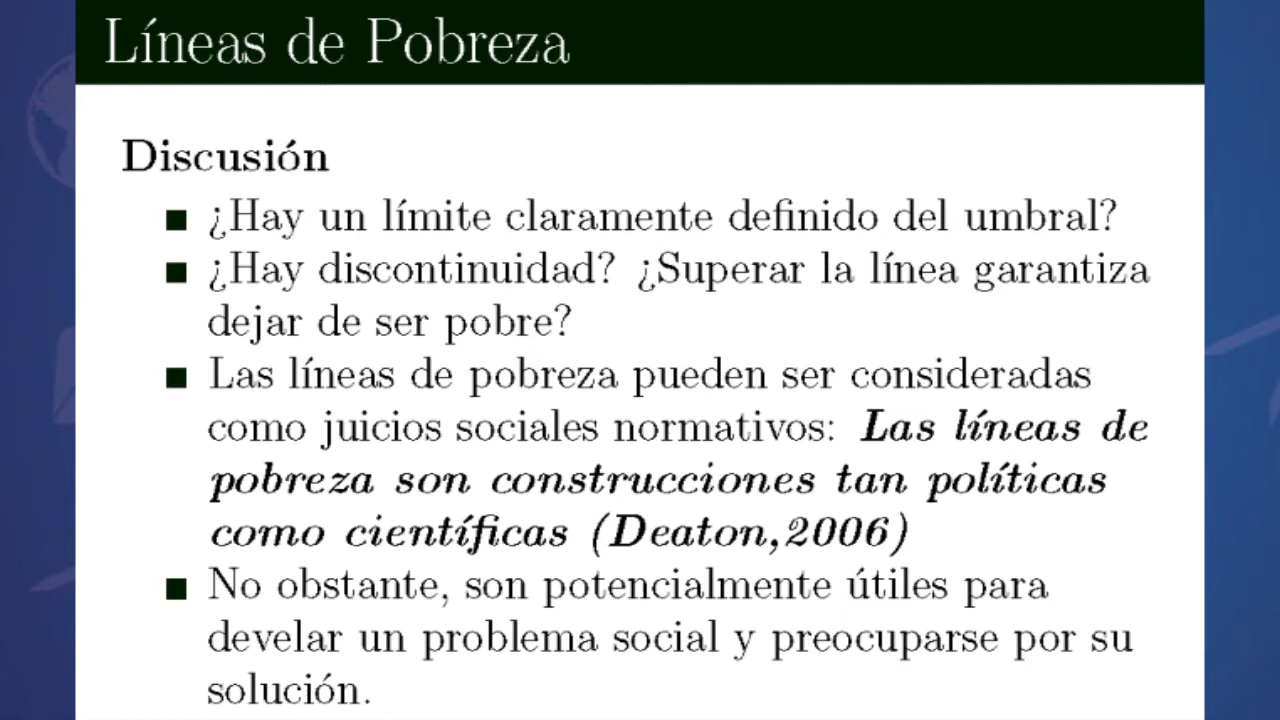 Líneas de Pobreza
Discusión
¿Hay un límite claramente definido del umbral?
¿Hay discontinuidad? ¿Superar la línea garantiza
dejar de ser pobre?
Las líneas de pobreza pueden ser consideradas
como juicios sociales normativos: Las líneas de
pobreza son construcciones tan políticas
como científicas (Deaton,2006)
No obstante, son potencialmente útiles para
develar un problema social y preocuparse por su
solución.